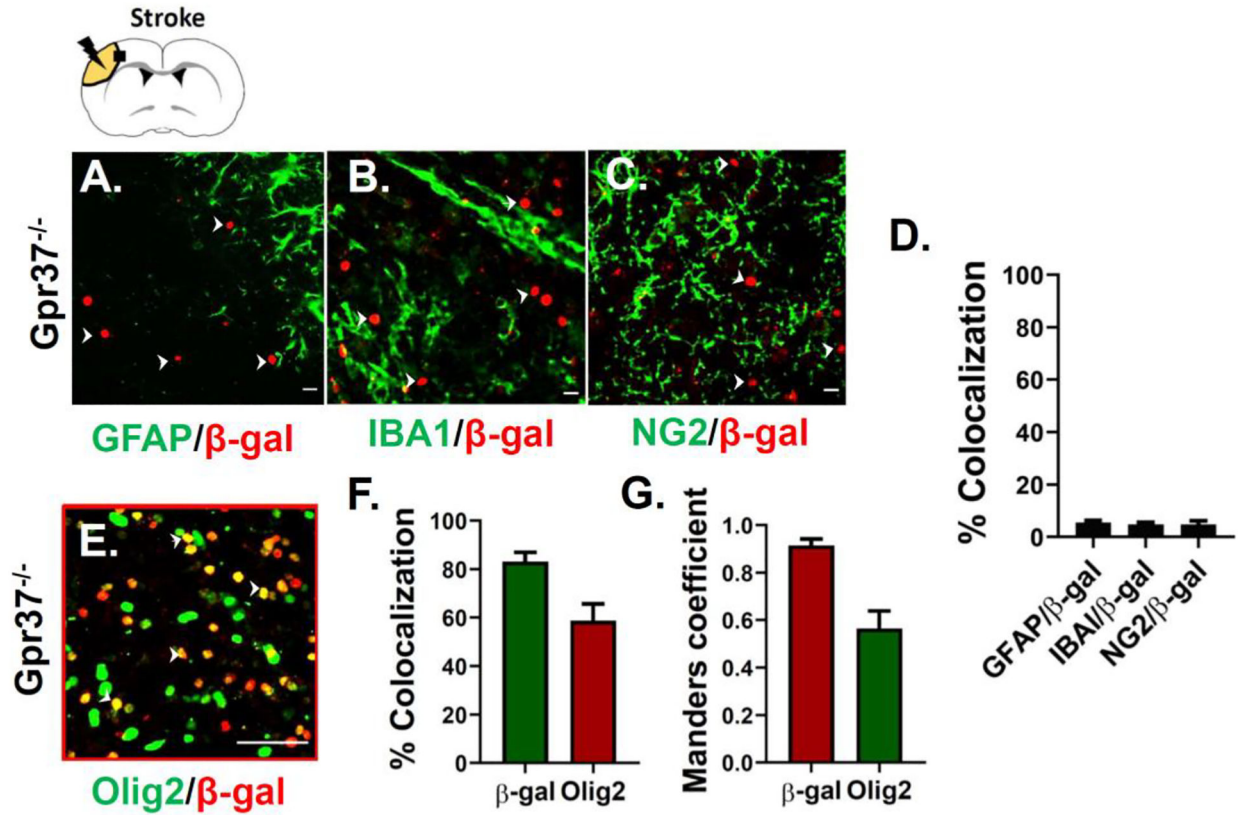 Stroke
Gpr37-/-
A.
B.
C.
GFAP/β-gal
IBA1/β-gal
NG2/β-gal
D.
% Colocalization
100
80
60
40
20
0
GFAP/β-gal
IBAI/β-gal
NG2/β-gal
Gpr37-/-
E.
Olig2/β-gal
F.
% Colocalization
100
80
60
40
20
0
β-gal Olig2
G.
Manders coefficient
1.0
0.8
0.6
0.4
0.2
0.0
β-gal Olig2